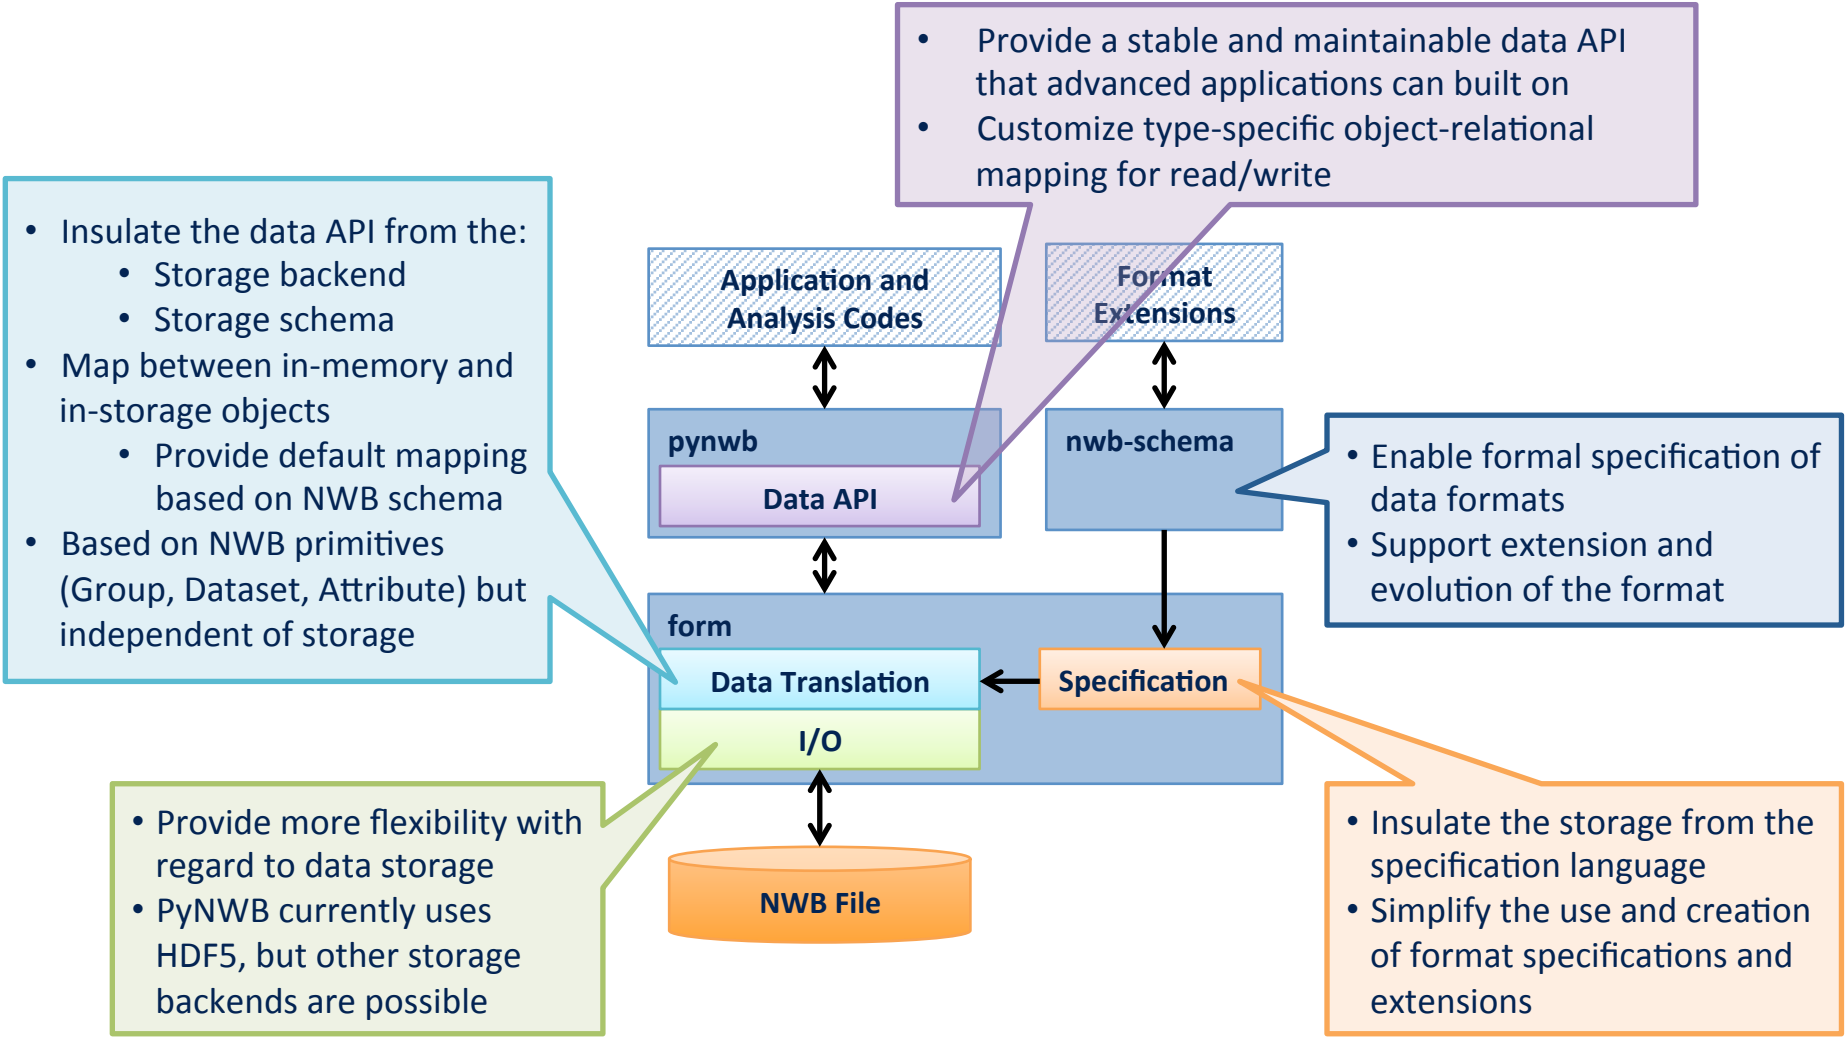 • Provide a stable and maintainable data API
that advanced applications can built on
• Customize type-specific object-relational
mapping for read/write
• Insulate the data API from the:
• Storage backend
• Storage schema
• Map between in-memory and
in-storage objects
• Provide default mapping
based on NWB schema
• Based on NWB primitives
(Group, Dataset, Attribute) but
independent of storage
Application and
Analysis Codes
Format
Extensions
pynwb
Data API
nwb-schema
• Enable formal specification of
data formats
• Support extension and
evolution of the format
form
Data Translation
Specification
I/O
• Provide more flexibility with
regard to data storage
• PyNWB currently uses
HDF5, but other storage
backends are possible
NWB File
• Insulate the storage from the
specification language
• Simplify the use and creation
of format specifications and
extensions